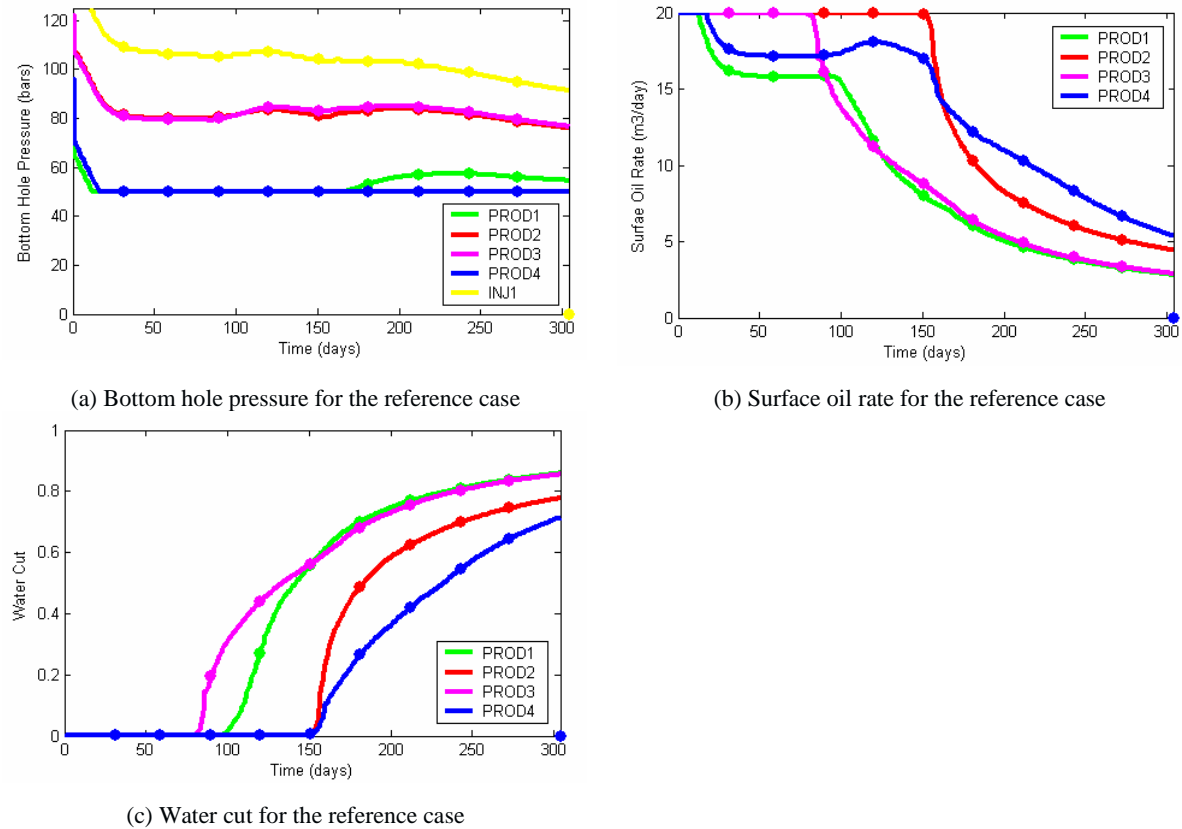 120
100
80
60
40
20
0
Bottom Hole Pressure (bars)
PROD1
PROD2
PROD3
PROD4
INJ1
0 50 100 150 200 250 300
Time (days)
(a) Bottom hole pressure for the reference case
20
15
10
5
0
Surfae Oil Rate (m3/day)
PROD1
PROD2
PROD3
PROD4
0 50 100 150 200 250 300
Time (days)
(b) Surface oil rate for the reference case
1
0.8
0.6
0.4
0.2
0
Water Cut
PROD1
PROD2
PROD3
PROD4
0 50 100 150 200 250 300
Time (days)
(c) Water cut for the reference case